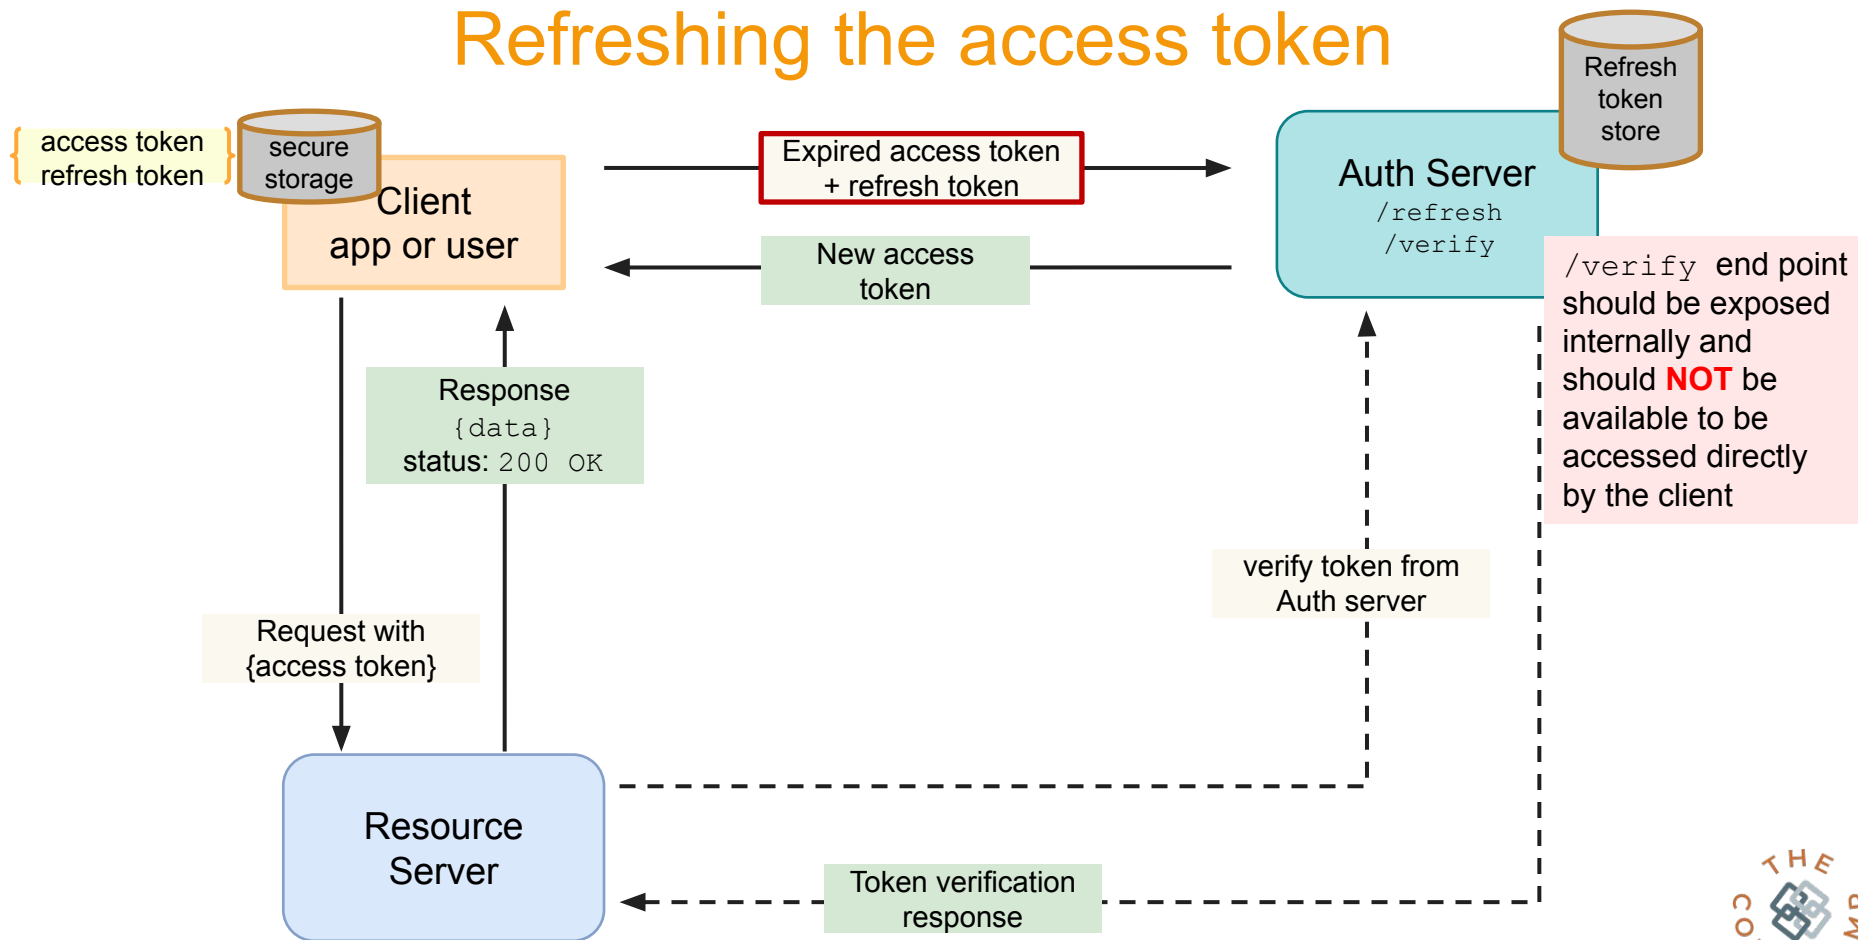 Refreshing the access token
Refresh
token
store
access token
refresh token
secure
storage
Client
app or user
Expired access token
+ refresh token
New access
token
Auth Server
/refresh
/verify
/verify end point
should be exposed
internally and
should NOT be
available to be
accessed directly
by the client
Response
{data}
status: 200 OK
verify token from
Auth server
Request with
{access token}
Resource
Server
Token verification
response
THE